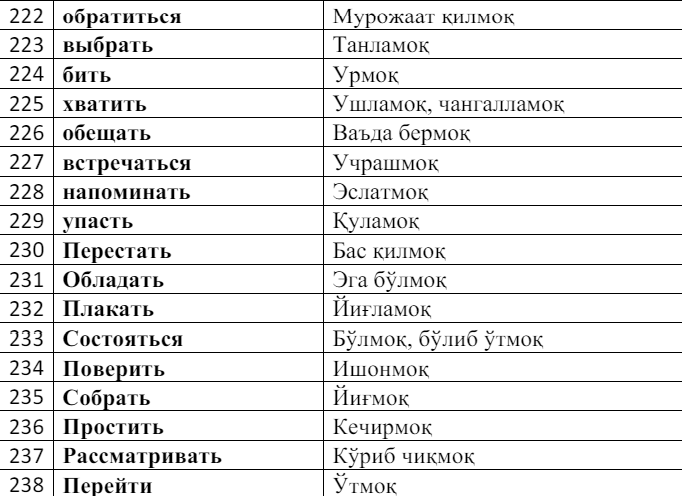 222 обратиться Мурожаат қилмоқ
223 выбрать Танламоқ
224 бить Урмоқ
225 хватить Ушламоқ, чангалламоқ
226 обещать Ваъда бермоқ
227 встречаться Учрашмоқ
228 напоминать Эслатмоқ
229 упасть Қуламоқ
230 Перестать Бас қилмоқ
231 Обладать Эга бўлмоқ
232 Плакать Йиғламоқ
233 Состояться Бўлмоқ, бўлиб ўтмоқ
234 Поверить Ишонмоқ
235 Собрать Йиғмоқ
236 Простить Кечирмоқ
237 Рассматривать Кўриб чиқмоқ
238 Перейти Ўтмоқ